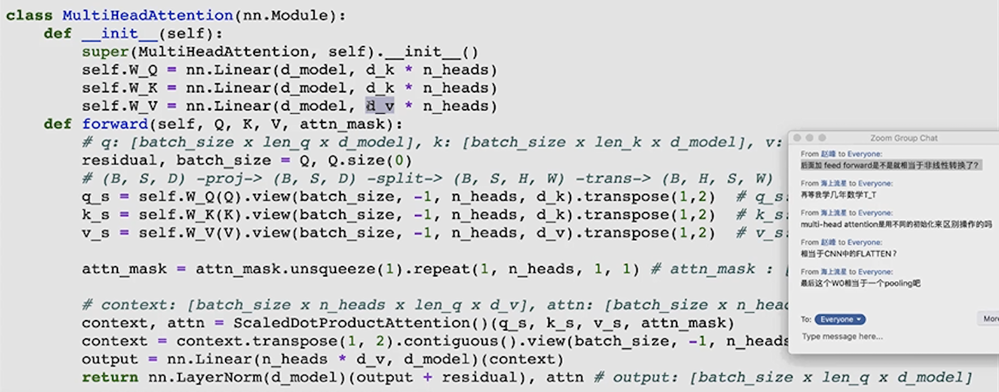 class MultiHeadAttention(nn.Module):
def __init__(self):
super(MultiHeadAttention, self).__init__()
self.W_Q = nn.Linear(d_model, d_k * n_heads)
self.W_K = nn.Linear(d_model, d_k * n_heads)
self.W_V = nn.Linear(d_model, d_v * n_heads)
def forward(self, Q, K, V, attn_mask):
# q: [batch_size x len_q x d_model], k: [batch_size x len_k x d_model], v:
residual, batch_size = Q, Q.size(0)
# (B, S, D) -proj-> (B, S, D) -split-> (B, S, H, W) -trans-> (B, H, S, W)
q_s = self.W_Q(Q).view(batch_size, -1, n_heads, d_k).transpose(1,2) # q_s:
k_s = self.W_K(K).view(batch_size, -1, n_heads, d_k).transpose(1,2) # k_s:
v_s = self.W_V(V).view(batch_size, -1, n_heads, d_v).transpose(1,2) # v_s:
attn_mask = attn_mask.unsqueeze(1).repeat(1, n_heads, 1, 1) # attn_mask : [
# context: [batch_size x n_heads x len_q x d_v], attn: [batch_size x n_head
context, attn = ScaledDotProductAttention()(q_s, k_s, v_s, attn_mask)
context = context.transpose(1, 2).contiguous().view(batch_size, -1, n_heads
output = nn.Linear(n_heads * d_v, d_model)(context)
return nn.LayerNorm(d_model)(output + residual), attn # output: [batch_size x len_q x d_model]
Zoom Group Chat
From 赵峰 to Everyone:
后面加 feed forward是不是就相当于非线性转换了?
From 海上流星 to Everyone:
再等我学几年数学T_T
From 海上流星 to Everyone:
multi-head attention是用不同的初始化来区别操作的吗
From 赵峰 to Everyone:
相当于CNN中的FLATTEN?
From 海上流星 to Everyone:
最后这个W0相当于一个pooling吧
To: Everyone
More
Type message here...